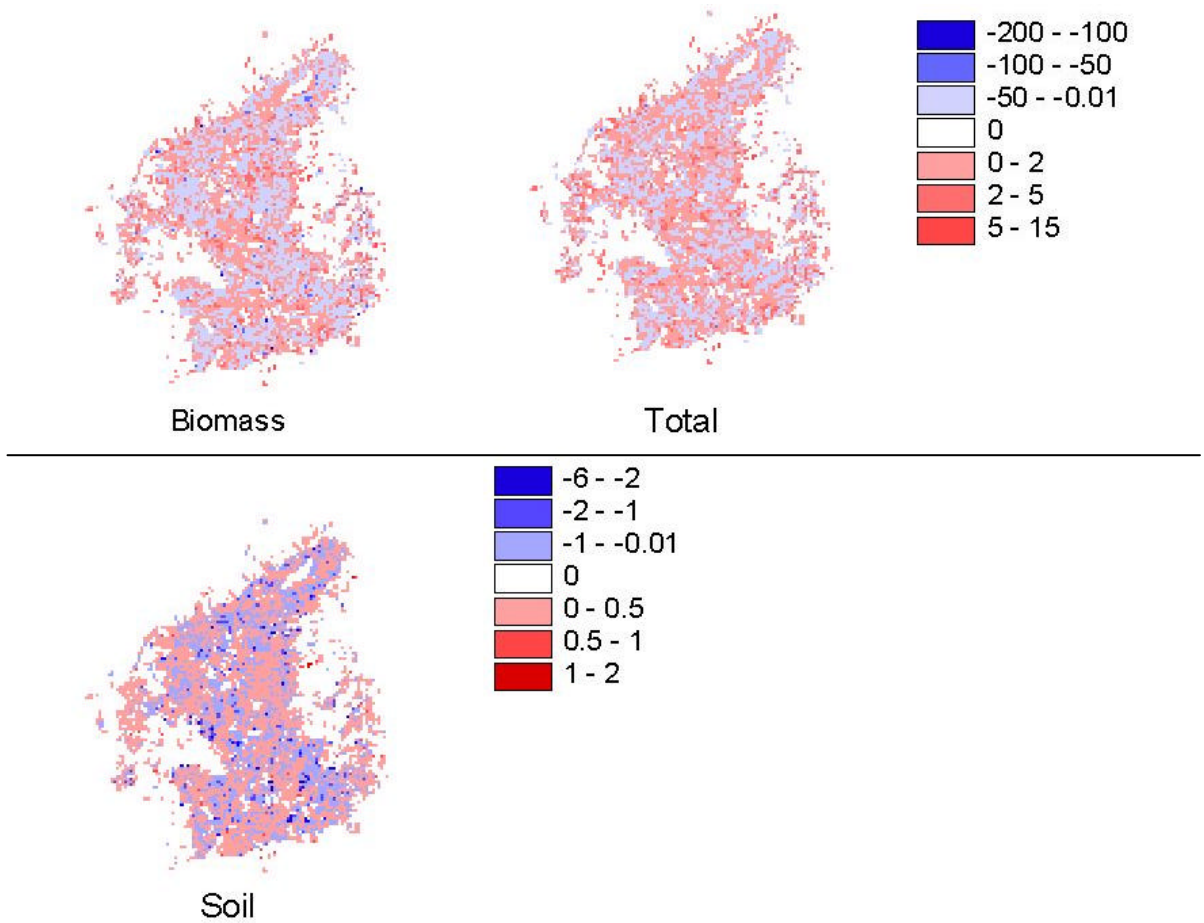 -200 - -100
-100 - -50
-50 - -0.01
0
0 - 2
2 - 5
5 - 15
Biomass
Total
-6 - -2
-2 - -1
-1 - -0.01
0
0 - 0.5
0.5 - 1
1 - 2
Soil